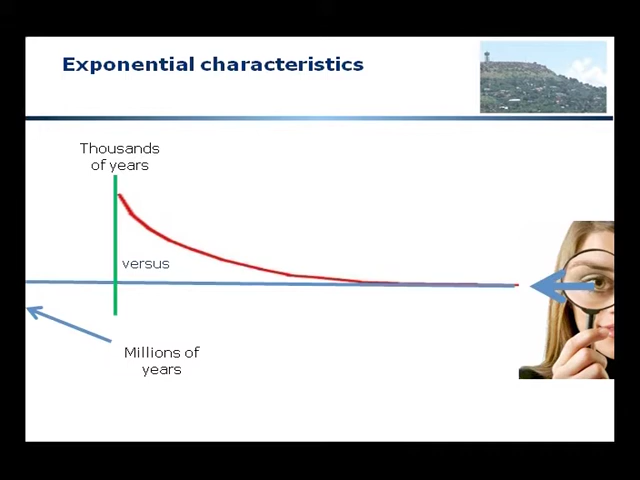 Exponential characteristics
Thousands
of years
versus
Millions of
years